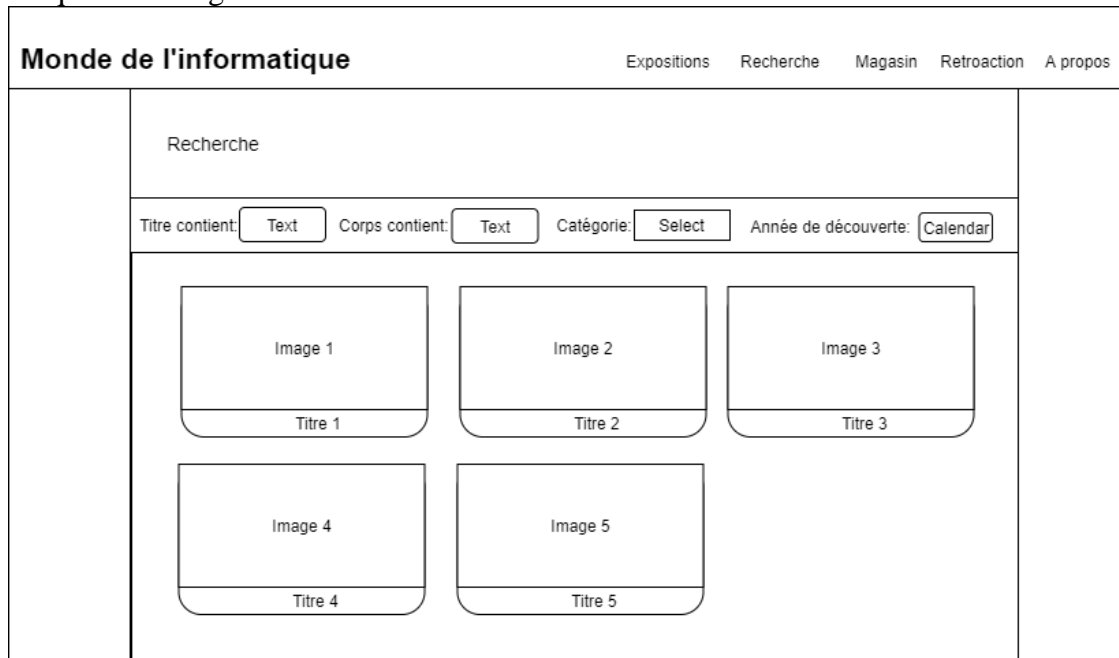 Monde de l'informatique Expositions Recherche Magasin Retroaction A propos
Recherche
Titre contient: Text Corps contient: Text Catégorie: Select Année de découverte: Calendar
Image 1 Image 2 Image 3
Titre 1 Titre 2 Titre 3
Image 4 Image 5
Titre 4 Titre 5